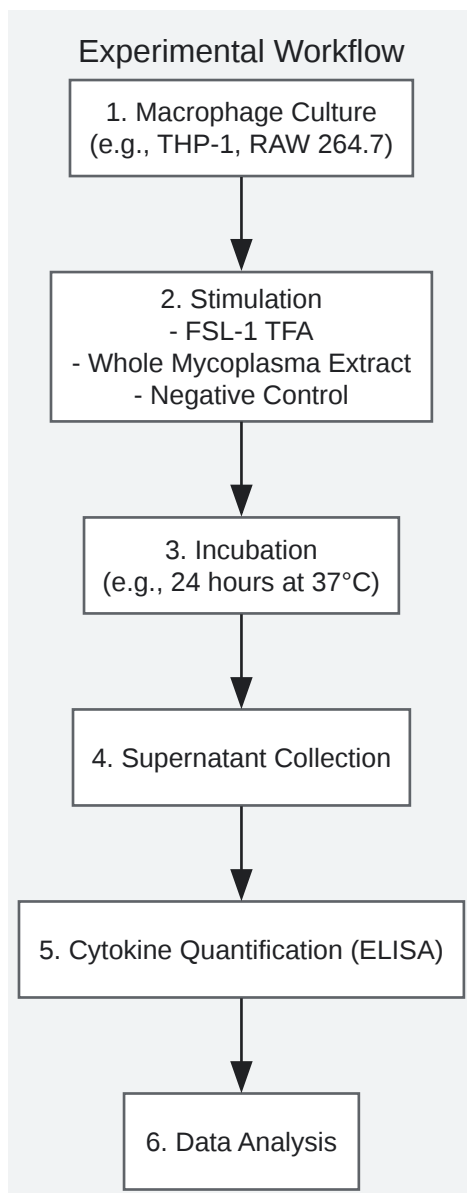 Experimental Workflow
1. Macrophage Culture
(e.g., THP-1, RAW 264.7)
2. Stimulation
- FSL-1 TFA
- Whole Mycoplasma Extract
- Negative Control
3. Incubation
(e.g., 24 hours at 37°C)
4. Supernatant Collection
5. Cytokine Quantification (ELISA)
6. Data Analysis